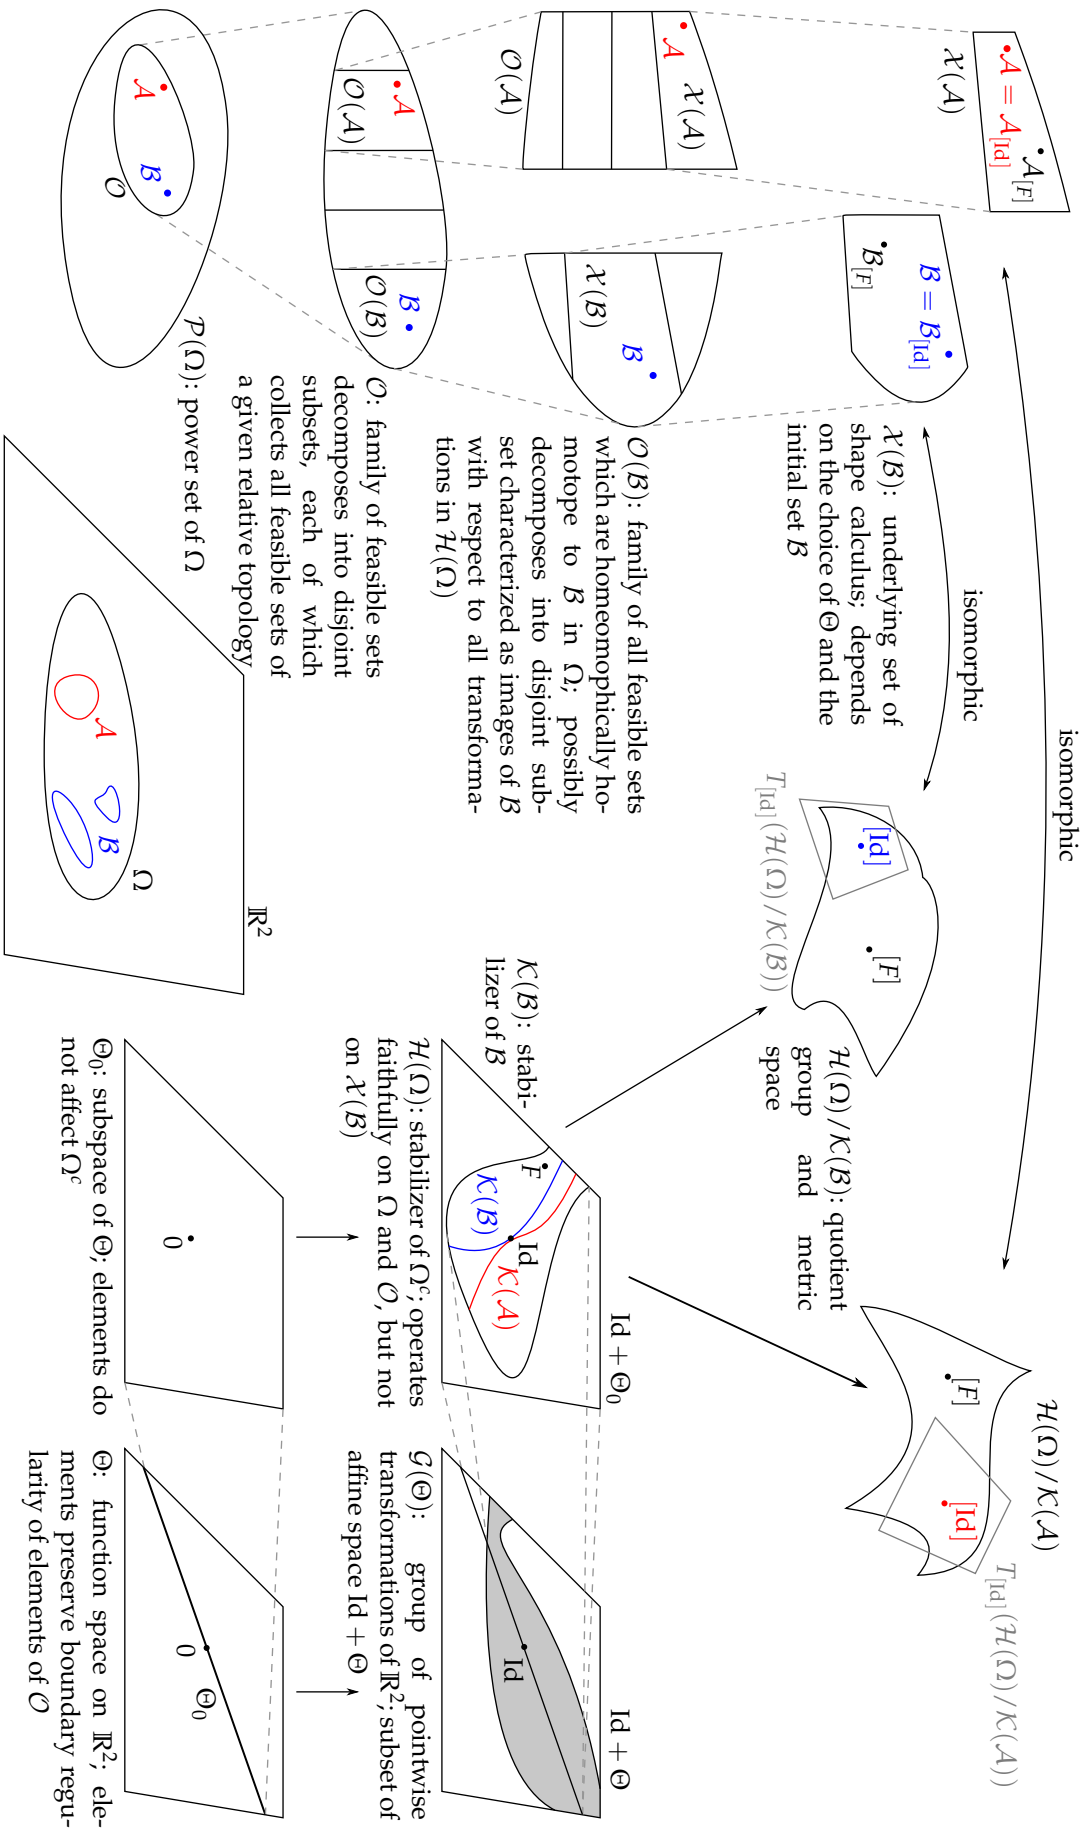 isomorphic
isomorphic
𝒜 = 𝒜[Id]
𝒜[F]
𝒳(𝒜)
ℬ = ℬ[Id]
ℬ[F]
𝒳(ℬ): underlying set of
shape calculus; depends
on the choice of Θ and the
initial set ℬ
[Id]
[F]
T[Id](ℋ(Ω)/𝒦(ℬ))
ℋ(Ω)/𝒦(ℬ): quotient
group and metric
space
ℋ(Ω)/𝒦(𝒜)
[F]
[Id]
T[Id](ℋ(Ω)/𝒦(𝒜))
𝒜
𝒳(𝒜)
𝒪(𝒜)
𝒳(ℬ)
ℬ
𝒪(ℬ): family of all feasible sets
which are homeomophically ho-
motope to ℬ in Ω; possibly
decomposes into disjoint sub-
set characterized as images of ℬ
with respect to all transforma-
tions in ℋ(Ω)
𝒦(ℬ): stabi-
lizer of ℬ
Id + Θ₀
F
Id
𝒦(ℬ)
𝒦(𝒜)
ℋ(Ω): stabilizer of Ωᶜ; operates
faithfully on Ω and 𝒪, but not
on 𝒳(ℬ)
Id + Θ
Id
𝒢(Θ): group of pointwise
transformations of ℝ²; subset of
affine space Id + Θ
𝒜
𝒪(𝒜)
ℬ
𝒪(ℬ)
𝒪: family of feasible sets
decomposes into disjoint
subsets, each of which
collects all feasible sets of
a given relative topology
𝒜
ℬ
𝒪
𝒫(Ω): power set of Ω
ℝ²
Ω
𝒜
ℬ
0
Θ₀: subspace of Θ; elements do
not affect Ωᶜ
0
Θ₀
Θ: function space on ℝ²; ele-
ments preserve boundary regu-
larity of elements of 𝒪